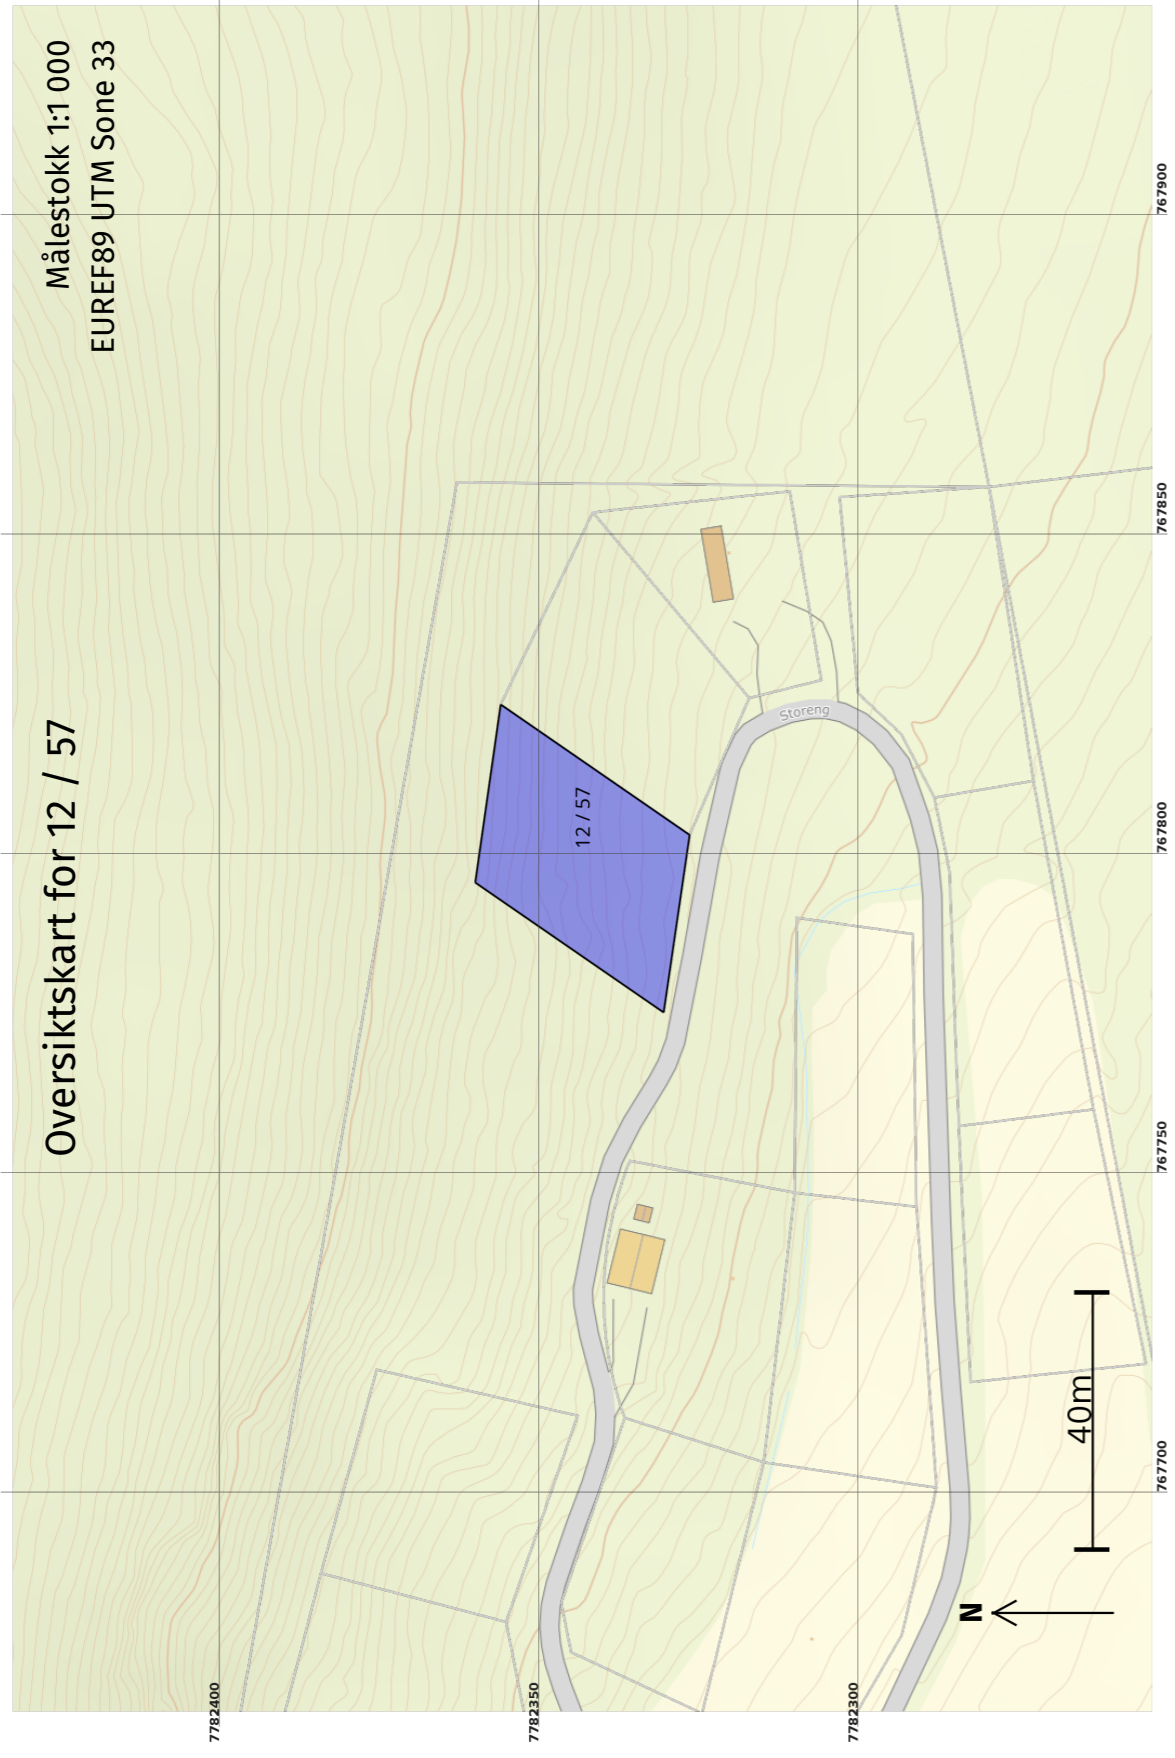 Oversiktskart for 12 / 57
Målestokk 1:1 000
EUREF89 UTM Sone 33
7782400
7782350
7782300
12 / 57
Storeng
N
40m
767700
767750
767800
767850
767900